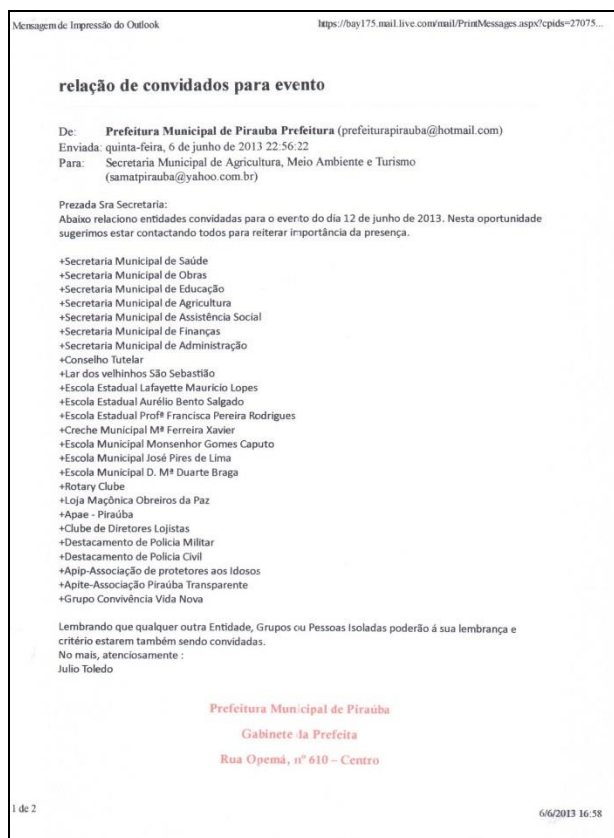 Mensagem de Impressão do Outlook
https://bay175.mail.live.com/mail/PrintMessages.aspx?cpids=27075...
relação de convidados para evento
De: Prefeitura Municipal de Pirauba Prefeitura (prefeiturapirauba@hotmail.com)
Enviada: quinta-feira, 6 de junho de 2013 22:56:22
Para: Secretaria Municipal de Agricultura, Meio Ambiente e Turismo
(samatpirauba@yahoo.com.br)
Prezada Sra Secretaria:
Abaixo relaciono entidades convidadas para o evento do dia 12 de junho de 2013. Nesta oportunidade
sugerimos estar contactando todos para reiterar importância da presença.
+Secretaria Municipal de Saúde
+Secretaria Municipal de Obras
+Secretaria Municipal de Educação
+Secretaria Municipal de Agricultura
+Secretaria Municipal de Assistência Social
+Secretaria Municipal de Finanças
+Secretaria Municipal de Administração
+Conselho Tutelar
+Lar dos velhinhos São Sebastião
+Escola Estadual Lafayette Mauricio Lopes
+Escola Estadual Aurélio Bento Salgado
+Escola Estadual Profª Francisca Pereira Rodrigues
+Creche Municipal Mª Ferreira Xavier
+Escola Municipal Monsenhor Gomes Caputo
+Escola Municipal José Pires de Lima
+Escola Municipal D. Mª Duarte Braga
+Rotary Clube
+Loja Maçônica Obreiros da Paz
+Apae - Piraúba
+Clube de Diretores Lojistas
+Destacamento de Policia Militar
+Destacamento de Policia Civil
+Apip-Associação de protetores aos Idosos
+Apite-Associação Piraúba Transparente
+Grupo Convivência Vida Nova
Lembrando que qualquer outra Entidade, Grupos ou Pessoas Isoladas poderão á sua lembrança e
critério estarem também sendo convidadas.
No mais, atenciosamente :
Julio Toledo
Prefeitura Municipal de Piraúba
Gabinete da Prefeita
Rua Opemá, nº 610 – Centro
1 de 2
6/6/2013 16:58